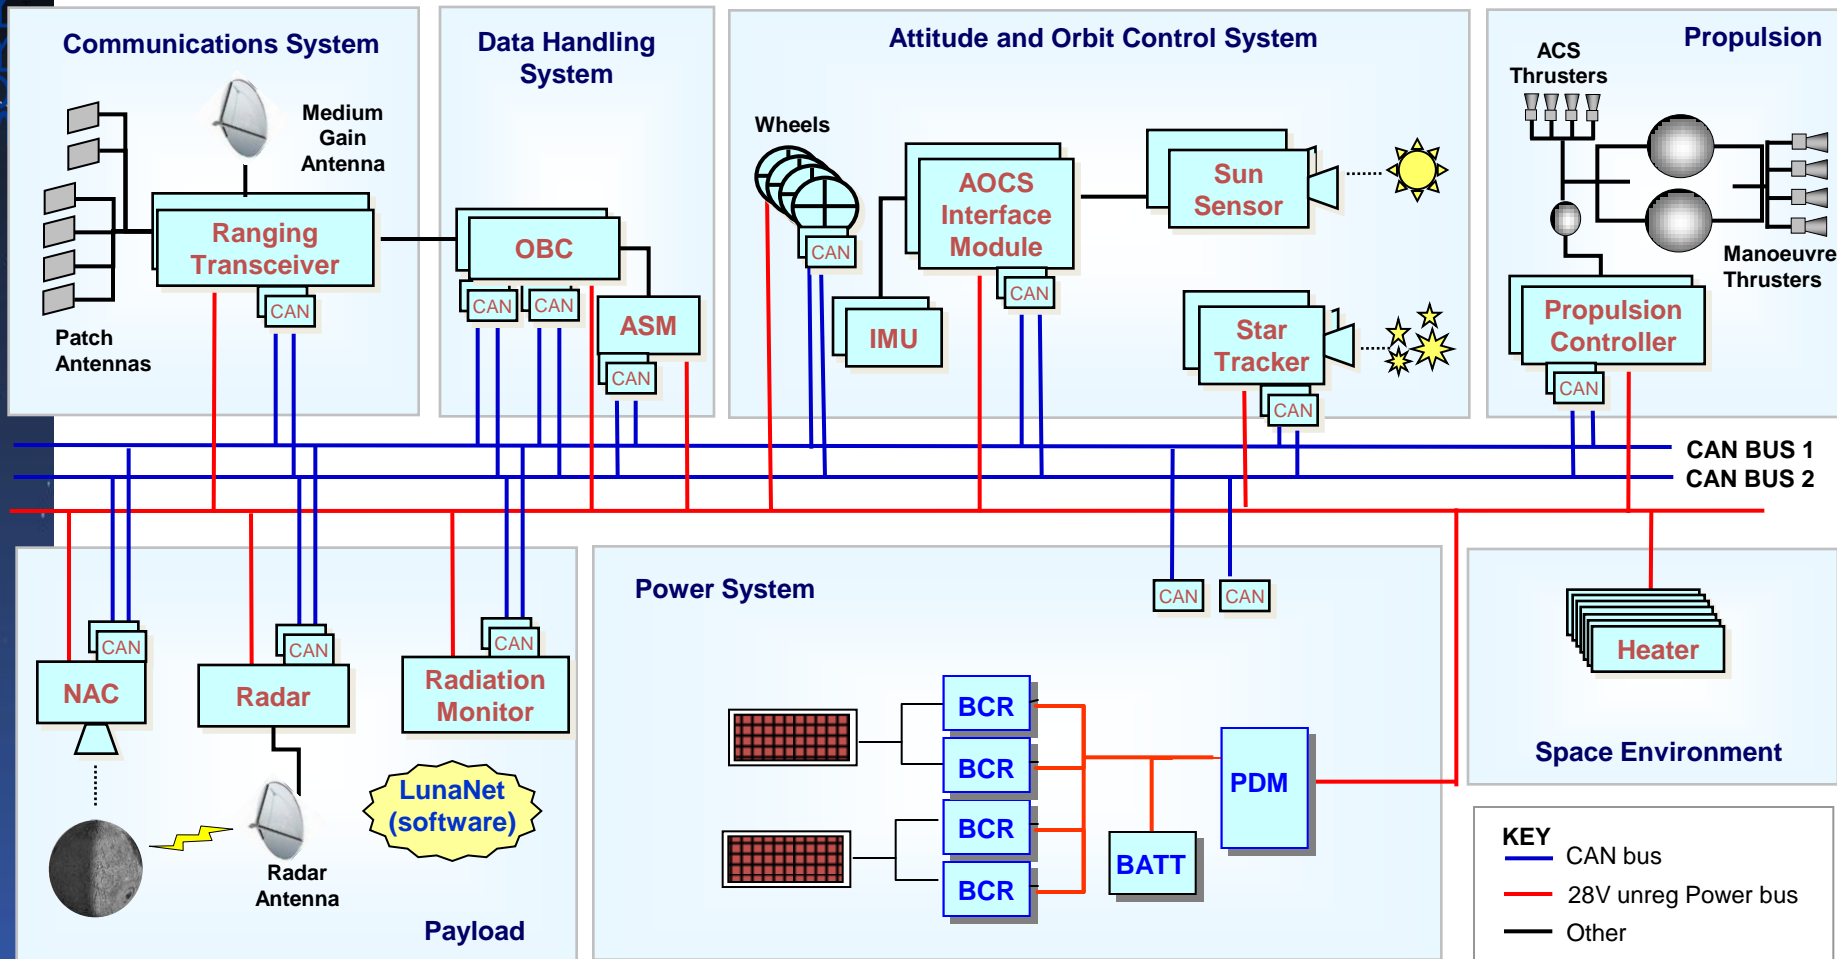 Communications System
Medium
Gain
Antenna
Ranging
Transceiver
CAN
Patch
Antennas
Data Handling
System
OBC
CAN
CAN
ASM
CAN
Attitude and Orbit Control System
Wheels
CAN
AOCS
Interface
Module
CAN
IMU
Sun
Sensor
Star
Tracker
CAN
Propulsion
ACS
Thrusters
Manoeuvre
Thrusters
Propulsion
Controller
CAN
CAN BUS 1
CAN BUS 2
CAN
NAC
CAN
Radar
CAN
Radiation
Monitor
LunaNet
(software)
Radar
Antenna
Payload
Power System
CAN
CAN
BCR
BCR
BCR
BCR
BATT
PDM
Heater
Space Environment
KEY
CAN bus
28V unreg Power bus
Other